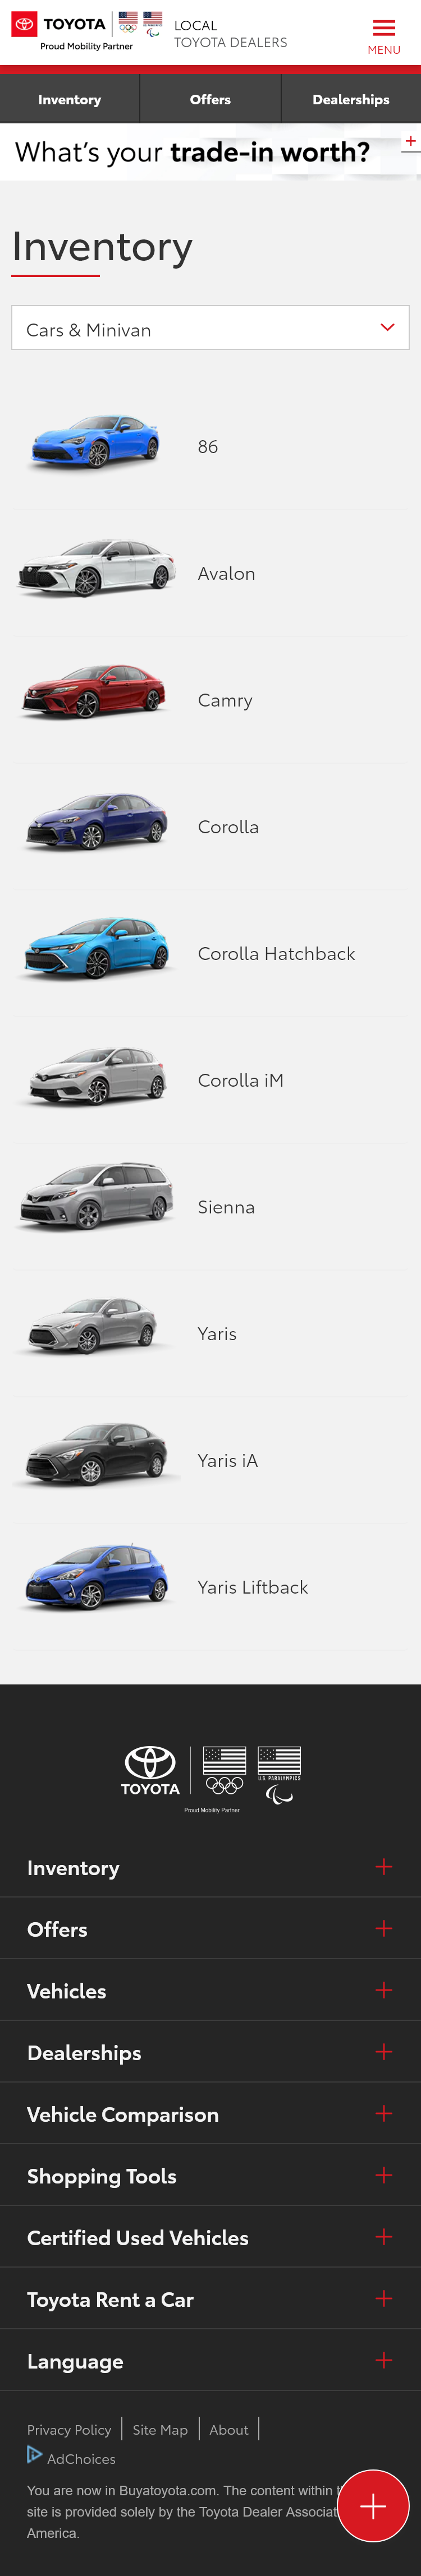 TOYOTA
Proud Mobility Partner
LOCAL
TOYOTA DEALERS
MENU
Inventory
Offers
Dealerships
What's your trade-in worth?
Inventory
Cars & Minivan
86
Avalon
Camry
Corolla
Corolla Hatchback
Corolla iM
Sienna
Yaris
Yaris iA
Yaris Liftback
TOYOTA
U.S. PARALYMPICS
Proud Mobility Partner
Inventory
Offers
Vehicles
Dealerships
Vehicle Comparison
Shopping Tools
Certified Used Vehicles
Toyota Rent a Car
Language
Privacy Policy
Site Map
About
AdChoices
You are now in Buyatoyota.com. The content within
site is provided solely by the Toyota Dealer
America.